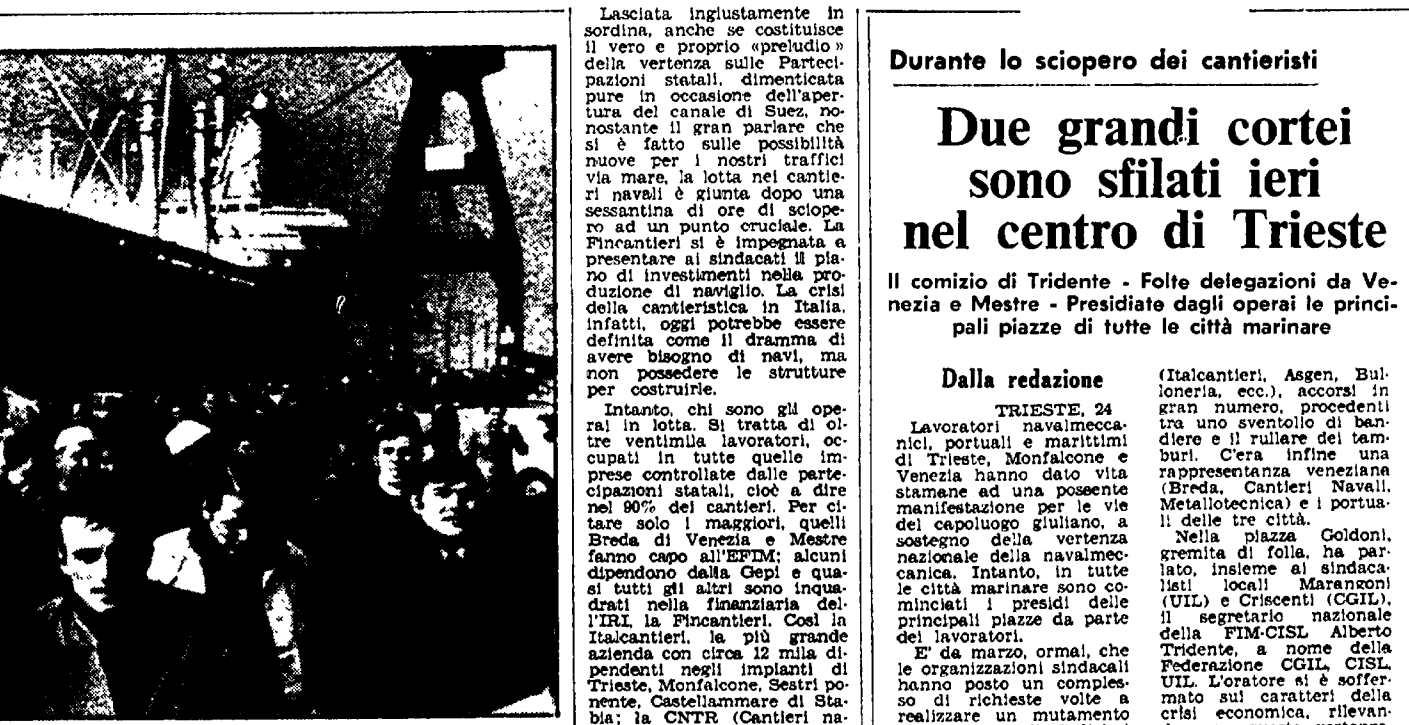 Lasciata ingiustamente in
sordina, anche se costituisce
il vero e proprio «preludio»
della vertenza sulle Parteci-
pazioni statali, dimenticata
pure in occasione dell'aper-
tura del canale di Suez, no-
nostante il gran parlare che
si è fatto sulle possibilità
nuove per i nostri traffici
via mare, la lotta nei cantie-
ri navali è giunta dopo una
sessantina di ore di sciope-
ro ad un punto cruciale. La
Fincantieri si è impegnata a
presentare ai sindacati il pia-
no di investimenti nella pro-
duzione di naviglio. La crisi
della cantieristica in Italia,
infatti, oggi potrebbe essere
definita come il dramma di
avere bisogno di navi, ma
non possedere le strutture
per costruirle.
Intanto, chi sono gli ope-
rai in lotta. Si tratta di ol-
tre ventimila lavoratori, oc-
cupati in tutte quelle im-
prese controllate dalle parte-
cipazioni statali, cioè a dire
nel 90% dei cantieri. Per ci-
tare solo i maggiori, quelli
Breda di Venezia e Mestre
fanno capo all'EFIM; alcuni
dipendono dalla Gepi e qua-
si tutti gli altri sono inqua-
drati nella finanziaria del-
l'IRI, la Fincantieri. Così la
Italcantieri, la più grande
azienda con circa 12 mila di-
pendenti negli impianti di
Trieste, Monfalcone, Sestri po-
nente, Castellammare di Sta-
bia; la CNTR (Cantieri na-
Durante lo sciopero dei cantieristi
Due grandi cortei
sono sfilati ieri
nel centro di Trieste
Il comizio di Tridente - Folte delegazioni da Ve-
nezia e Mestre - Presidiate dagli operai le princi-
pali piazze di tutte le città marinare
Dalla redazione
TRIESTE, 24
Lavoratori navalmecca-
nici, portuali e marittimi
di Trieste, Monfalcone e
Venezia hanno dato vita
stamane ad una possente
manifestazione per le vie
del capoluogo giuliano, a
sostegno della vertenza
nazionale della navalmec-
canica. Intanto, in tutte
le città marinare sono co-
minciati i presidi delle
principali piazze da parte
dei lavoratori.
E' da marzo, ormai, che
le organizzazioni sindacali
hanno posto un comples-
so di richieste volte a
realizzare un mutamento
(Italcantieri, Asgen, Bul-
loneria, ecc.), accorsi in
gran numero, procedenti
tra uno sventolio di ban-
diere e il rullare dei tam-
buri. C'era infine una
rappresentanza veneziana
(Breda, Cantieri Navali,
Metallotecnica) e i portua-
li delle tre città.
Nella piazza Goldoni,
gremita di folla, ha par-
lato, insieme ai sindaca-
listi locali Marangoni
(UIL) e Criscenti (CGIL),
il segretario nazionale
della FIM-CISL Alberto
Tridente, a nome della
Federazione CGIL, CISL,
UIL. L'oratore si è soffer-
mato sui caratteri della
crisi economica, rilevan-